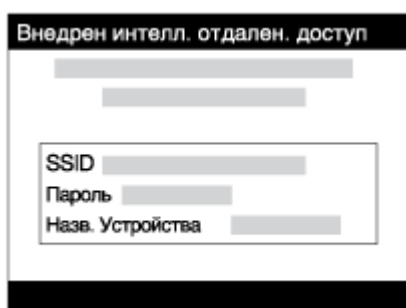 Внедрен интелл. отдален. доступ
SSID
Пароль
Назв. Устройства